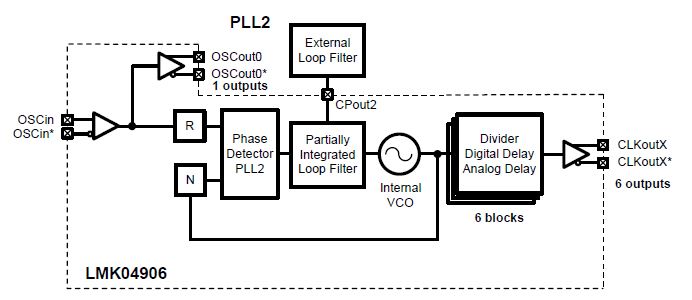 PLL2
External
Loop Filter
OSCout0
OSCout0*
1 outputs
CPout2
OSCin
OSCin*
R
Phase
Detector
PLL2
Partially
Integrated
Loop Filter
Divider
Digital Delay
Analog Delay
CLKoutX
CLKoutX*
N
Internal
VCO
6 outputs
6 blocks
LMK04906